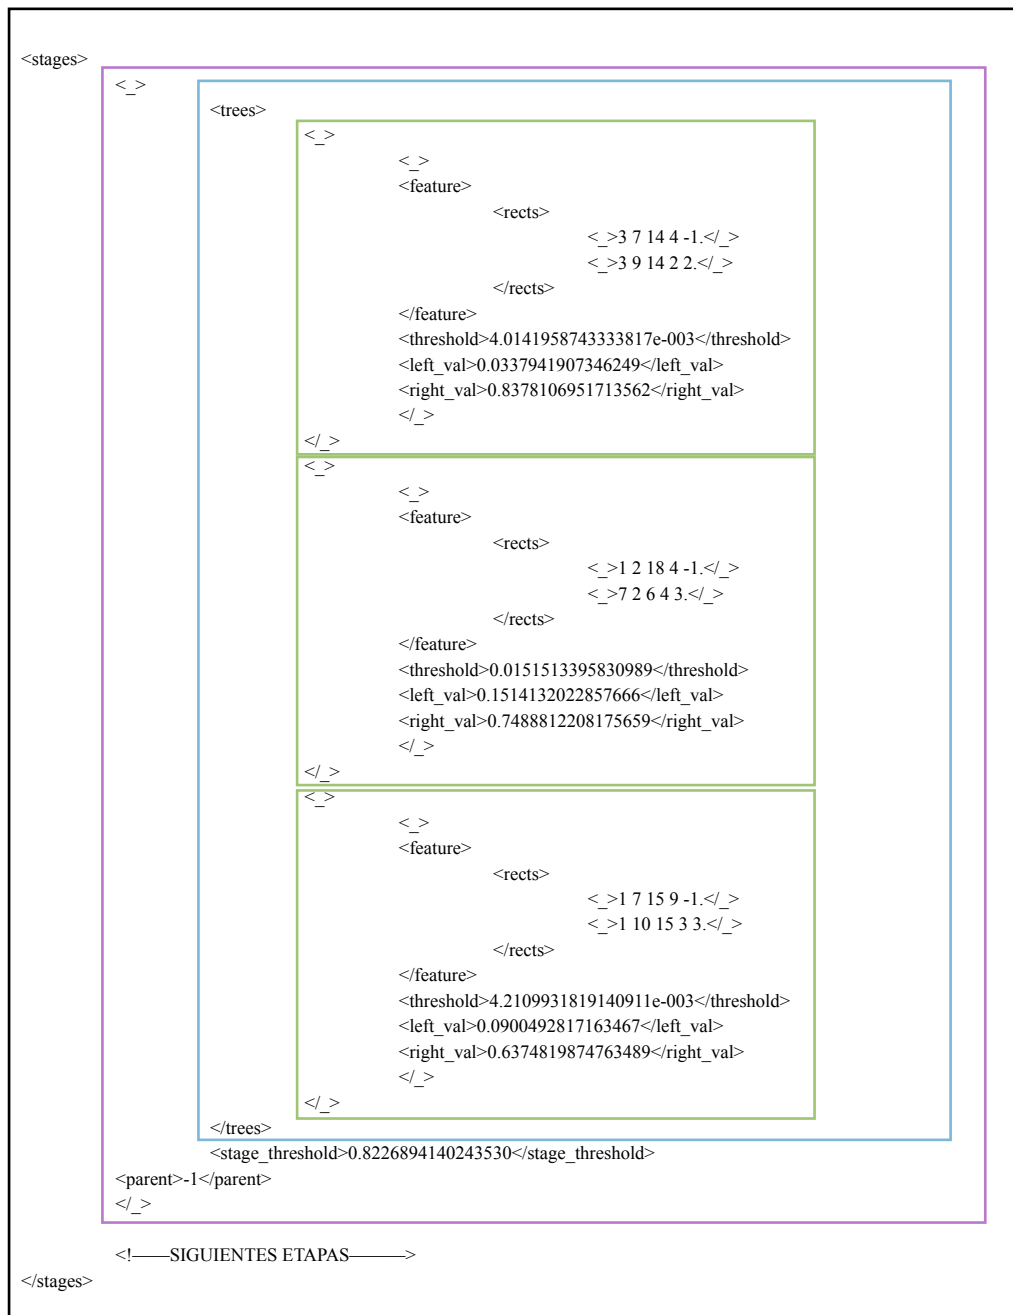 <stages>
<_>
<trees>
<_>
<_>
<feature>
<rects>
<_>3 7 14 4 -1.</_>
<_>3 9 14 2 2.</_>
</rects>
</feature>
<threshold>4.0141958743333817e-003</threshold>
<left_val>0.0337941907346249</left_val>
<right_val>0.8378106951713562</right_val>
</_>
</_>
<_>
<_>
<feature>
<rects>
<_>1 2 18 4 -1.</_>
<_>7 2 6 4 3.</_>
</rects>
</feature>
<threshold>0.0151513395830989</threshold>
<left_val>0.1514132022857666</left_val>
<right_val>0.7488812208175659</right_val>
</_>
</_>
<_>
<_>
<feature>
<rects>
<_>1 7 15 9 -1.</_>
<_>1 10 15 3 3.</_>
</rects>
</feature>
<threshold>4.2109931819140911e-003</threshold>
<left_val>0.0900492817163467</left_val>
<right_val>0.6374819874763489</right_val>
</_>
</_>
</trees>
<stage_threshold>0.8226894140243530</stage_threshold>
<parent>-1</parent>
</_>
<!——SIGUIENTES ETAPAS———>
</stages>